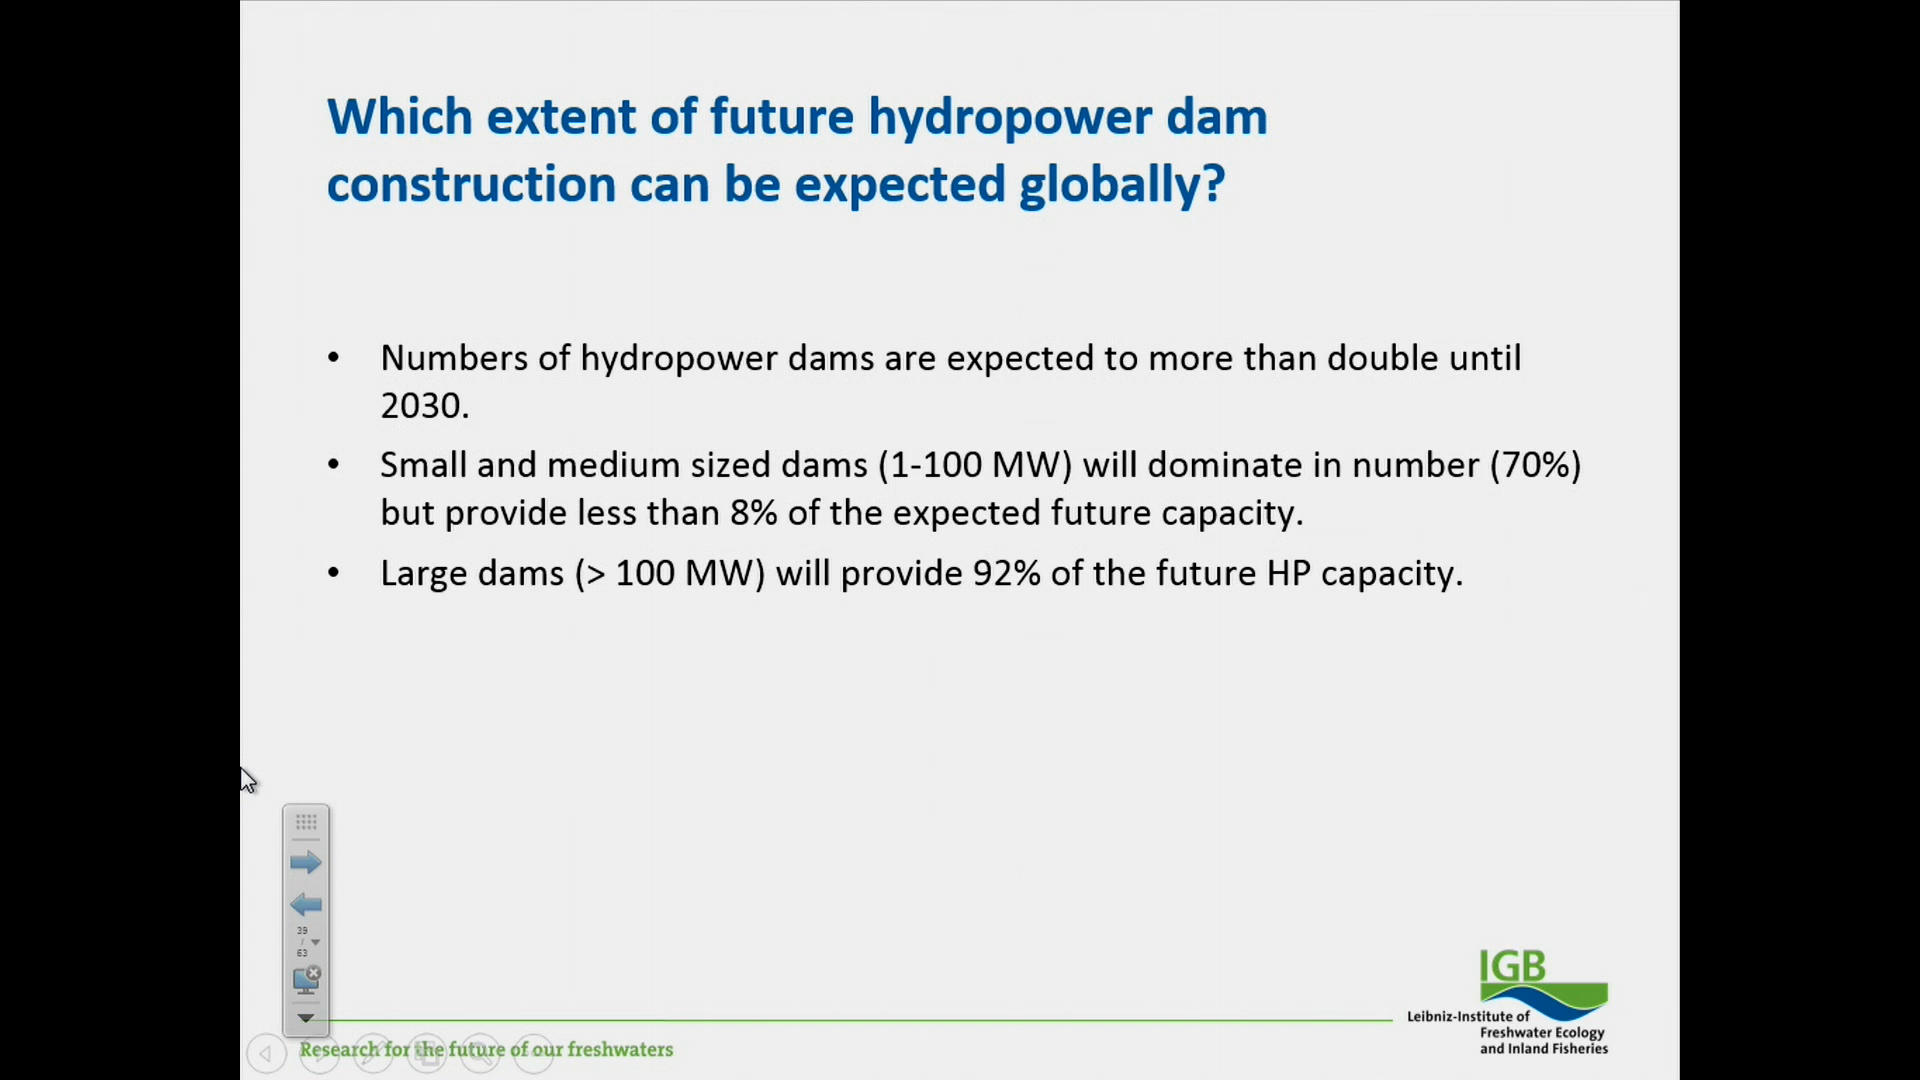 Which extent of future hydropower dam
construction can be expected globally?
• Numbers of hydropower dams are expected to more than double until
2030.
• Small and medium sized dams (1-100 MW) will dominate in number (70%)
but provide less than 8% of the expected future capacity.
• Large dams (> 100 MW) will provide 92% of the future HP capacity.
39
/
63
IGB
Leibniz-Institute of
Freshwater Ecology
and Inland Fisheries
Research for the future of our freshwaters